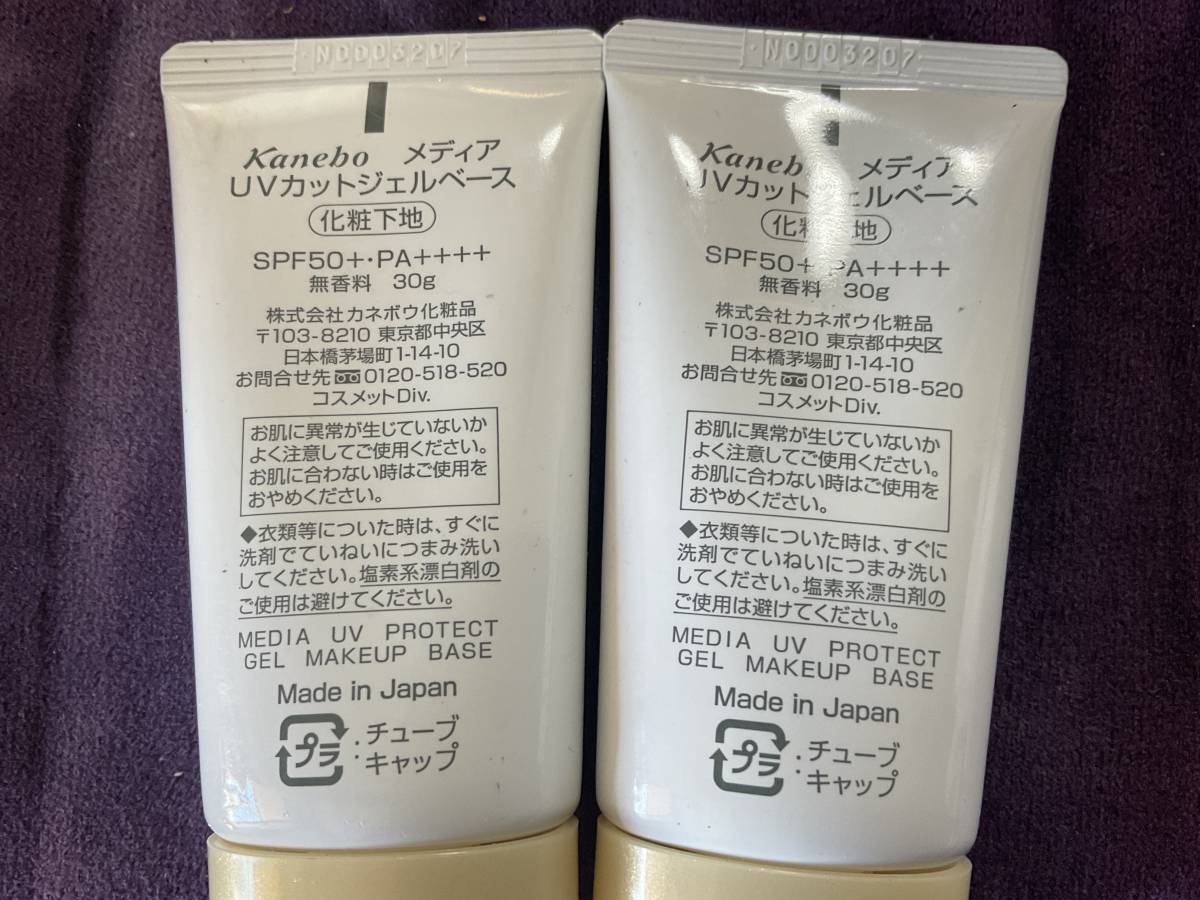 N0003207
Kanebo メディア
UVカットジェルベース
化粧下地
SPF50+・PA++++
無香料 30g
株式会社カネボウ化粧品
〒103-8210 東京都中央区
日本橋茅場町1-14-10
お問合せ先 0120-518-520
コスメットDiv.
お肌に異常が生じていないか
よく注意してご使用ください。
お肌に合わない時はご使用を
おやめください。
◆衣類等についた時は、すぐに
洗剤でていねいにつまみ洗い
してください。塩素系漂白剤の
ご使用は避けてください。
MEDIA UV PROTECT
GEL MAKEUP BASE
Made in Japan
プラ
:チューブ
:キャップ
N0003207
Kaneb メディア
UVカットジェルベース
化粧地
SPF50+ PA++++
無香料 30g
株式会社カネボウ化粧品
〒103-8210 東京都中央区
日本橋茅場町1-14-10
お問合せ先 0120-518-520
コスメットDiv.
お肌に異常が生じていないか
よく注意してご使用ください。
お肌に合わない時はご使用を
おやめください。
◆衣類等についた時は、すぐに
洗剤でていねいにつまみ洗い
してください。塩素系漂白剤の
ご使用は避けてください。
MEDIA UV PROTECT
GEL MAKEUP BASE
Made in Japan
プラ
:チューブ
:キャップ